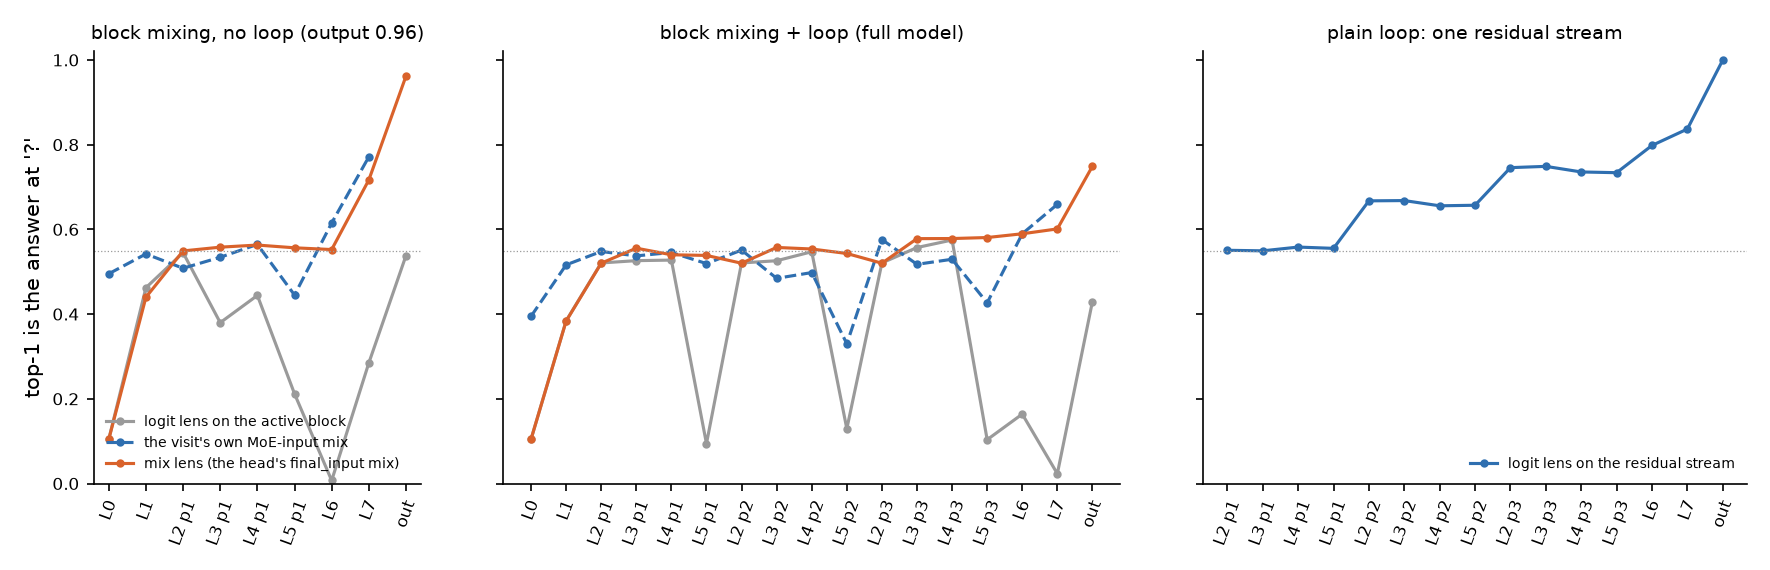 block mixing, no loop (output 0.96)
block mixing + loop (full model)
plain loop: one residual stream
top-1 is the answer at '?'
1.0
0.8
0.6
0.4
0.2
0.0
logit lens on the active block
the visit's own MoE-input mix
mix lens (the head's final_input mix)
L0
L1
L2 p1
L3 p1
L4 p1
L5 p1
L6
L7
out
L0
L1
L2 p1
L3 p1
L4 p1
L5 p1
L2 p2
L3 p2
L4 p2
L5 p2
L2 p3
L3 p3
L4 p3
L5 p3
L6
L7
out
logit lens on the residual stream
L2 p1
L3 p1
L4 p1
L5 p1
L2 p2
L3 p2
L4 p2
L5 p2
L2 p3
L3 p3
L4 p3
L5 p3
L6
L7
out